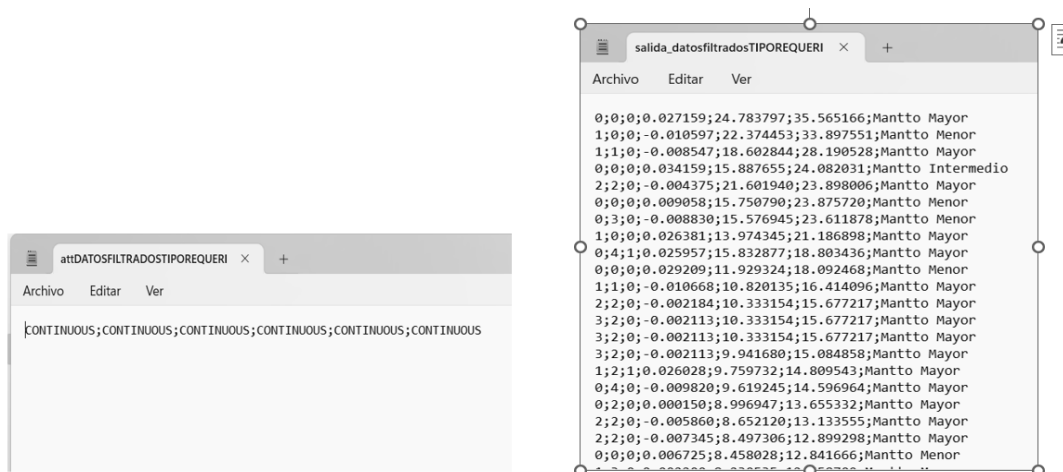 attDATOSFILTRADOSTIPOREQUERI × +
Archivo Editar Ver
CONTINUOUS;CONTINUOUS;CONTINUOUS;CONTINUOUS;CONTINUOUS;CONTINUOUS
salida_datosfiltradosTIPOREQUERI × +
Archivo Editar Ver
0;0;0;0.027159;24.783797;35.565166;Mantto Mayor
1;0;0;-0.010597;22.374453;33.897551;Mantto Menor
1;1;0;-0.008547;18.602844;28.190528;Mantto Mayor
0;0;0;0.034159;15.887655;24.082031;Mantto Intermedio
2;2;0;-0.004375;21.601940;23.898006;Mantto Mayor
0;0;0;0.009058;15.750790;23.875720;Mantto Menor
0;3;0;-0.008830;15.576945;23.611878;Mantto Menor
1;0;0;0.026381;13.974345;21.186898;Mantto Mayor
0;4;1;0.025957;15.832877;18.803436;Mantto Mayor
0;0;0;0.029209;11.929324;18.092468;Mantto Menor
1;1;0;-0.010668;10.820135;16.414096;Mantto Mayor
2;2;0;-0.002184;10.333154;15.677217;Mantto Mayor
3;2;0;-0.002113;10.333154;15.677217;Mantto Mayor
3;2;0;-0.002113;10.333154;15.677217;Mantto Mayor
3;2;0;-0.002113;9.941680;15.084858;Mantto Mayor
1;2;1;0.026028;9.759732;14.809543;Mantto Mayor
0;4;0;-0.009820;9.619245;14.596964;Mantto Mayor
0;2;0;0.000150;8.996947;13.655332;Mantto Mayor
2;2;0;-0.005860;8.652120;13.133555;Mantto Mayor
2;2;0;-0.007345;8.497306;12.899298;Mantto Mayor
0;0;0;0.006725;8.458028;12.841666;Mantto Menor